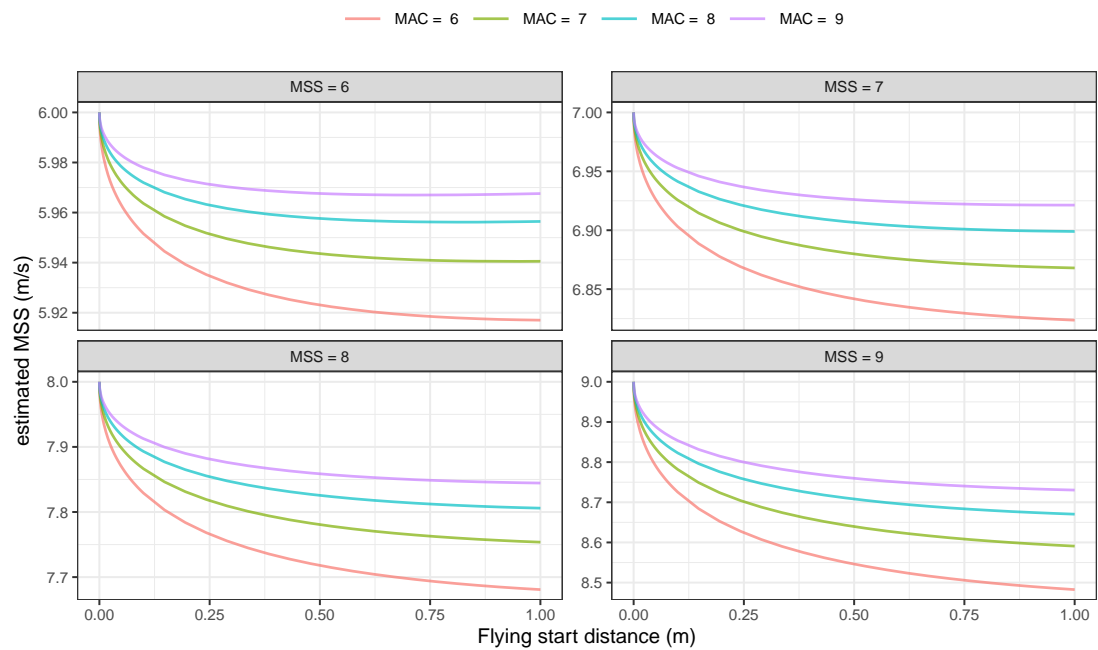 MAC = 6 MAC = 7 MAC = 8 MAC = 9
MSS = 6
6.00
5.98
5.96
5.94
5.92
MSS = 7
7.00
6.95
6.90
6.85
MSS = 8
8.0
7.9
7.8
7.7
0.00 0.25 0.50 0.75 1.00
MSS = 9
9.0
8.9
8.8
8.7
8.6
8.5
0.00 0.25 0.50 0.75 1.00
estimated MSS (m/s)
Flying start distance (m)